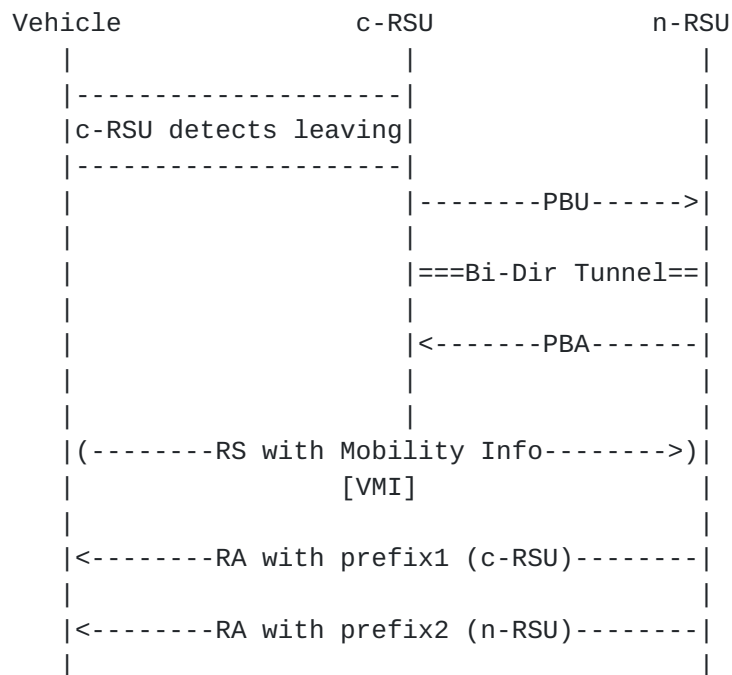 Vehicle c-RSU n-RSU
c-RSU detects leaving
PBU
Bi-Dir Tunnel
PBA
RS with Mobility Info
[VMI]
RA with prefix1 (c-RSU)
RA with prefix2 (n-RSU)